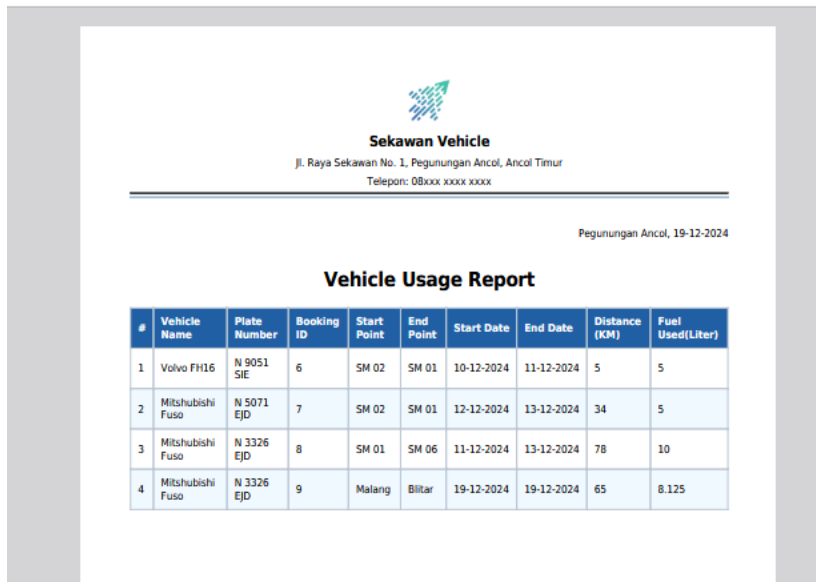 Sekawan Vehicle
Jl. Raya Sekawan No. 1, Pegunungan Ancol, Ancol Timur
Telepon: 08xxx xxxx xxxx
Pegunungan Ancol, 19-12-2024
Vehicle Usage Report
# Vehicle Name Plate Number Booking ID Start Point End Point Start Date End Date Distance (KM) Fuel Used(Liter)
1 Volvo FH16 N 9051 SIE 6 SM 02 SM 01 10-12-2024 11-12-2024 5 5
2 Mitshubishi Fuso N 5071 EJD 7 SM 02 SM 01 12-12-2024 13-12-2024 34 5
3 Mitshubishi Fuso N 3326 EJD 8 SM 01 SM 06 11-12-2024 13-12-2024 78 10
4 Mitshubishi Fuso N 3326 EJD 9 Malang Blitar 19-12-2024 19-12-2024 65 8.125